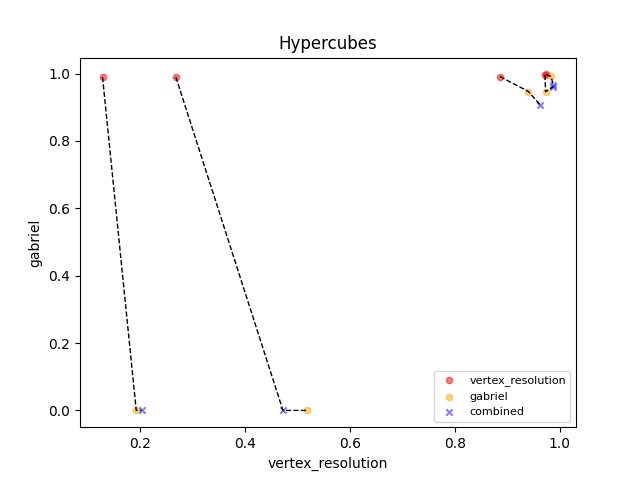 Hypercubes
gabriel
1.0
0.8
0.6
0.4
0.2
0.0
vertex_resolution
gabriel
combined
0.2 0.4 0.6 0.8 1.0
vertex_resolution